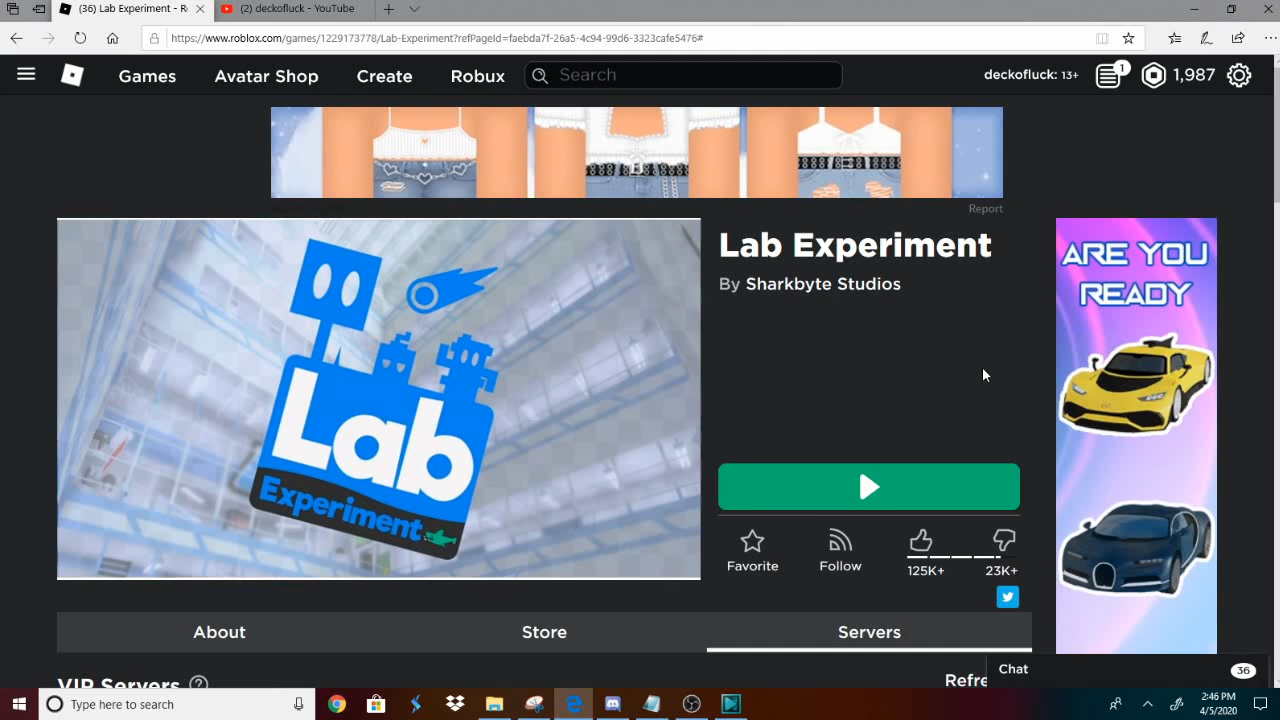 (36) Lab Experiment - R
(2) deckofluck - YouTube
https://www.roblox.com/games/1229173778/Lab-Experiment?refPageId=faebda7f-26a5-4c94-99d6-3323cafe5476#
Games
Avatar Shop
Create
Robux
Search
deckofluck: 13+
1
1,987
Report
Lab
Experiment
Lab Experiment
By Sharkbyte Studios
ARE YOU
READY
Favorite
Follow
125K+
23K+
About
Store
Servers
VIP Servers
Refre
Chat
36
Type here to search
2:46 PM
4/5/2020